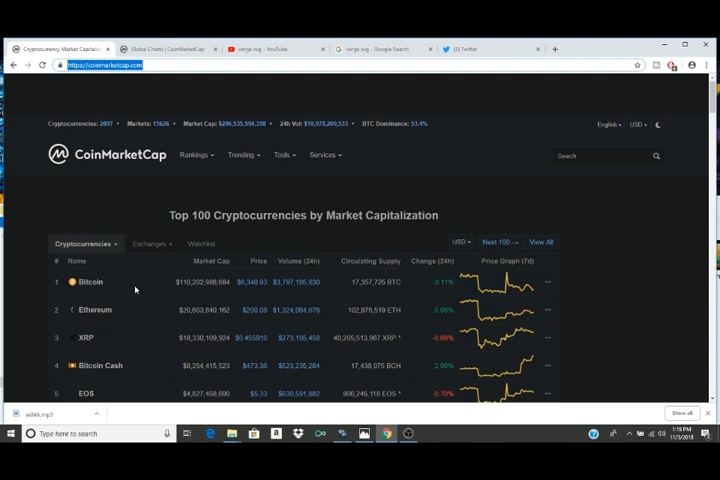 Cryptocurrency Market Capitaliz
Global Charts | CoinMarketCap
verge xvg - YouTube
verge xvg - Google Search
(3) Twitter
https://coinmarketcap.com
Cryptocurrencies: 2097 Markets: 15626 Market Cap: $206,535,594,358 24h Vol: $10,978,200,533 BTC Dominance: 53.4%
English USD
CoinMarketCap Rankings Trending Tools Services Search
Top 100 Cryptocurrencies by Market Capitalization
Cryptocurrencies Exchanges Watchlist USD Next 100 → View All
# Name Market Cap Price Volume (24h) Circulating Supply Change (24h) Price Graph (7d)
1 Bitcoin $110,202,988,684 $6,348.93 $3,797,195,830 17,357,725 BTC 0.11%
2 Ethereum $20,603,840,162 $200.08 $1,324,064,876 102,975,519 ETH 0.06%
3 XRP $18,330,109,924 $0.455910 $273,195,458 40,205,513,967 XRP * -0.69%
4 Bitcoin Cash $8,254,415,523 $473.36 $523,235,284 17,438,075 BCH 2.99%
5 EOS $4,827,458,690 $5.33 $630,591,882 906,245,118 EOS * -0.79%
ashkk.mp3
Show all
Type here to search
1:19 PM
11/3/2018